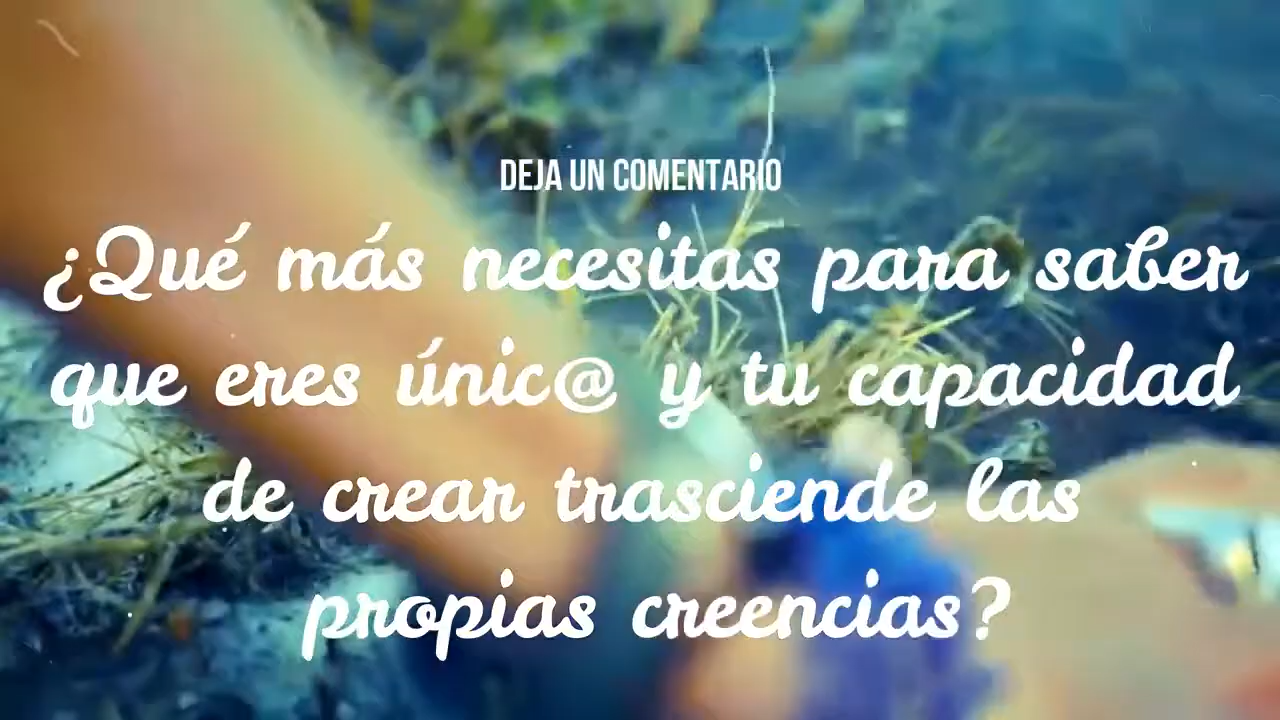 DEJA UN COMENTARIO
¿Qué más necesitas para saber
que eres únic@ y tu capacidad
de crear trasciende las
propias creencias?